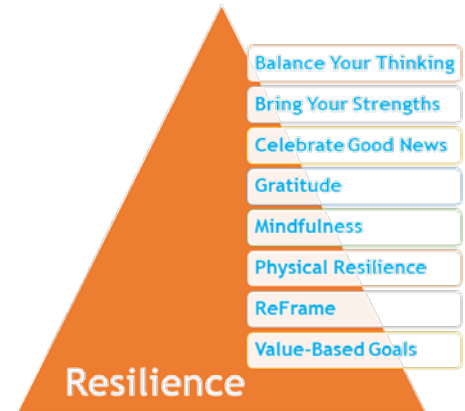 Balance Your Thinking
Bring Your Strengths
Celebrate Good News
Gratitude
Mindfulness
Physical Resilience
ReFrame
Value-Based Goals
Resilience